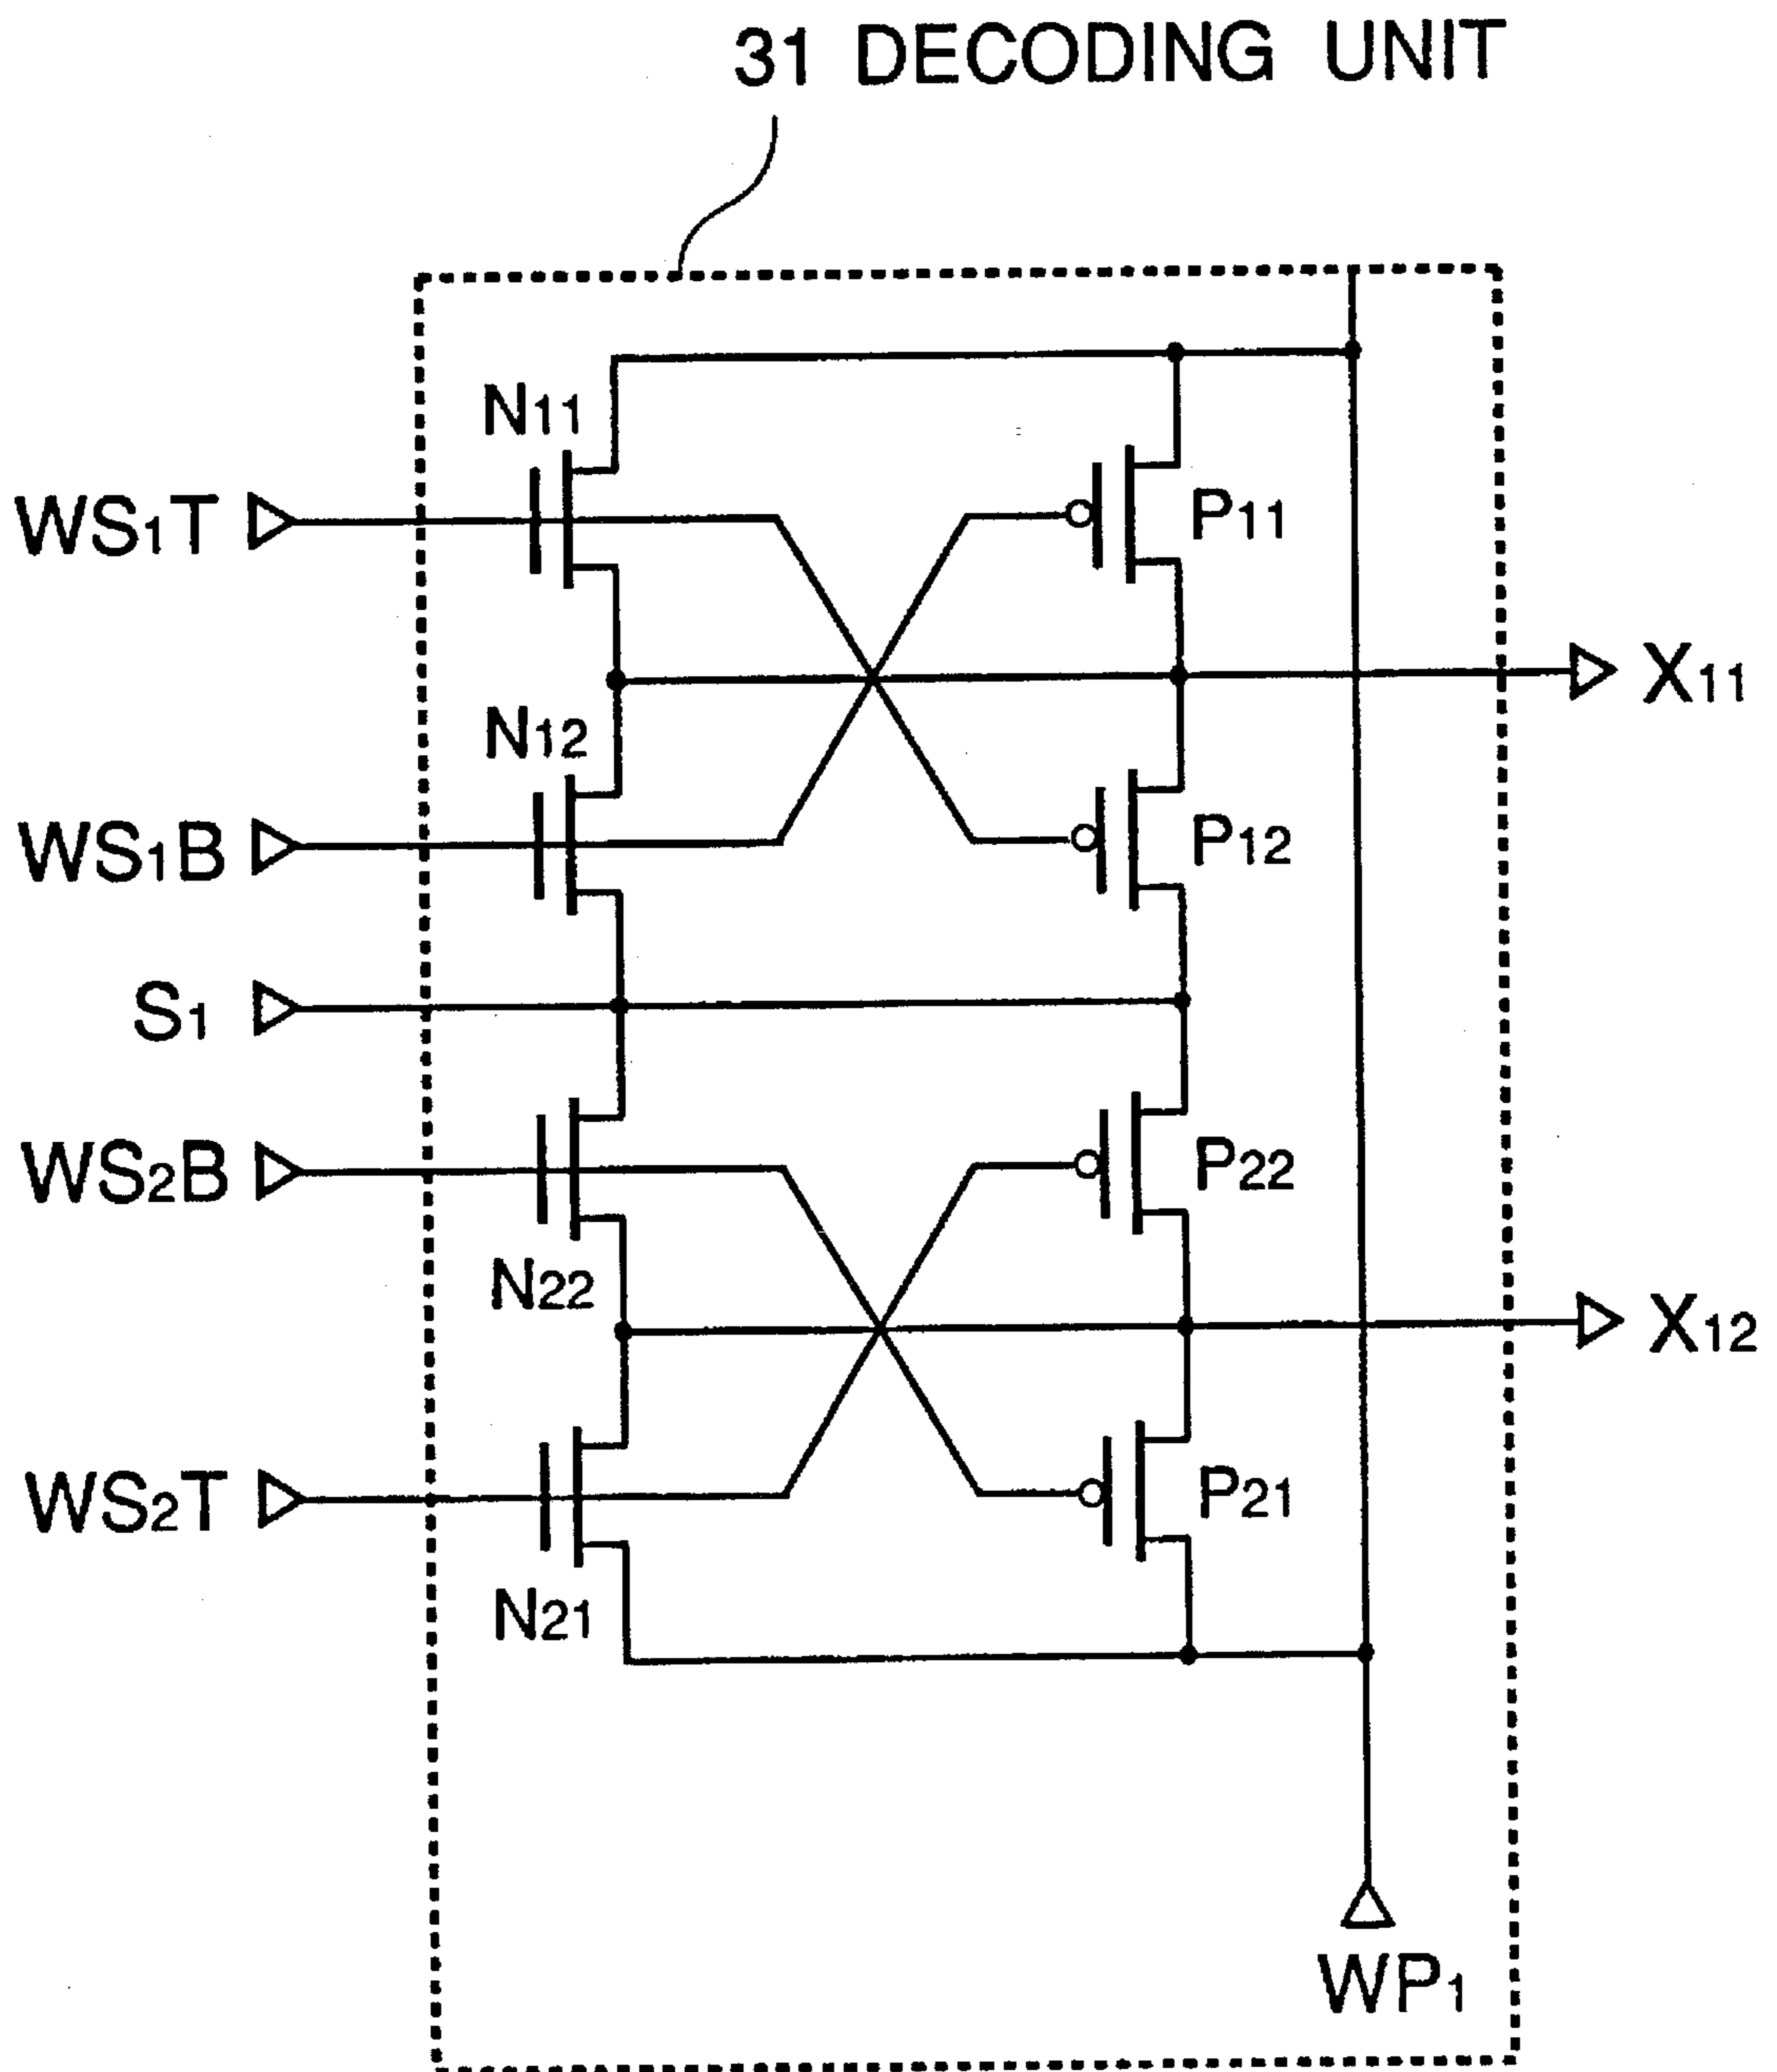 31 DECODING UNIT
N11
WS1T
P11
X11
N12
WS1B
P12
S1
WS2B
P22
N22
X12
WS2T
P21
N21
WP1